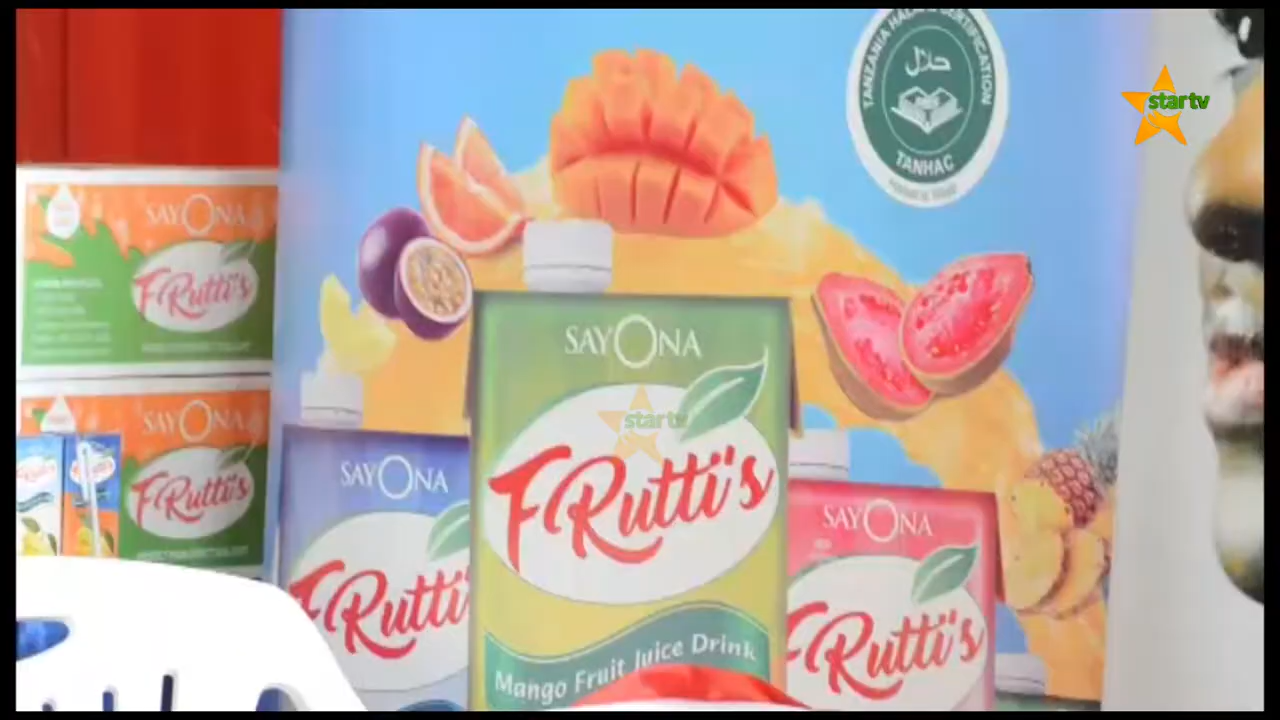 TANZANIA HALAL CERTIFICATION
حلال
TANHAC
startv
SAYONA
FRutti's
SAYONA
FRutti's
SAYONA
FRutti's
startv
Mango Fruit Juice Drink
SAYONA
FRutti's
SAYONA
FRutti's